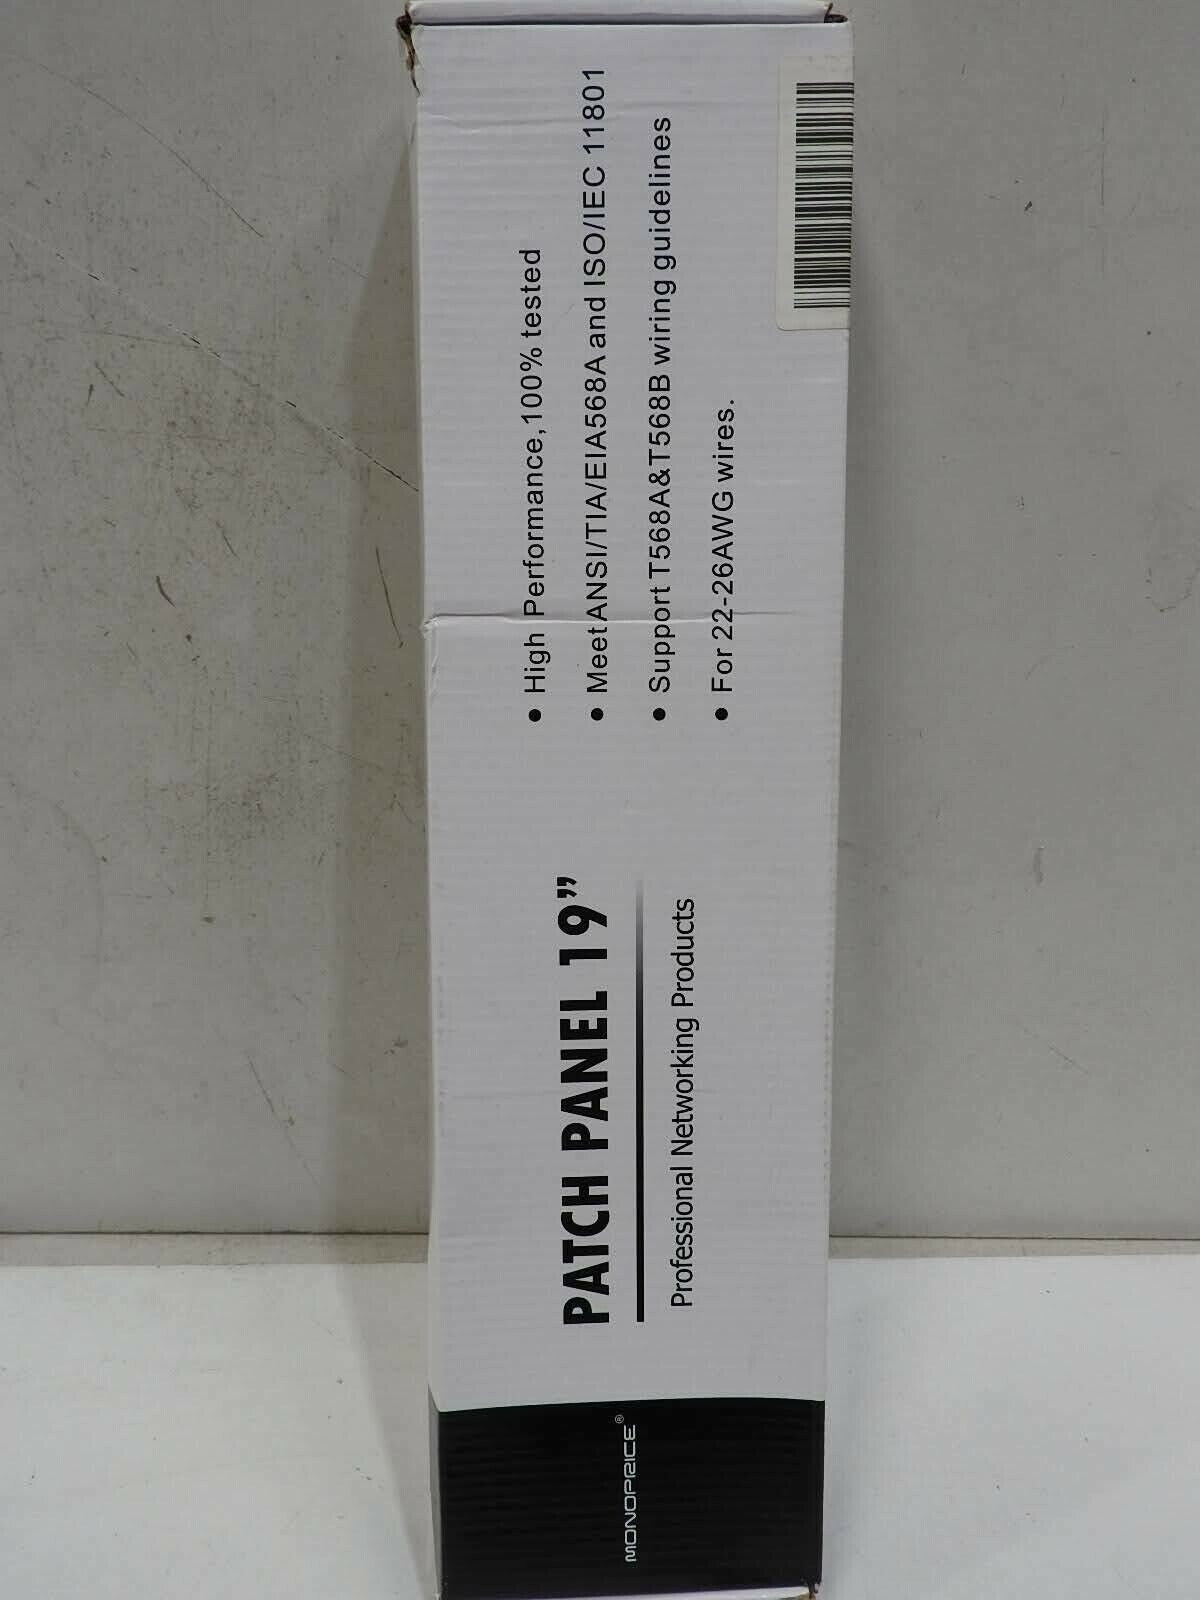 MONOPRICE®
PATCH PANEL 19”
Professional Networking Products
● High Performance,100% tested
● Meet ANSI/TIA/EIA568A and ISO/IEC 11801
● Support T568A&T568B wiring guidelines
● For 22-26AWG wires.